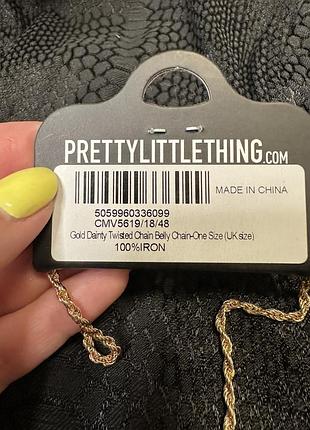 PRETTYLITTLETHING.COM
MADE IN CHINA
5059960336099
CMV5619/18/48
Gold Dainty Twisted Chain Belly Chain-One Size (UK size)
100%IRON